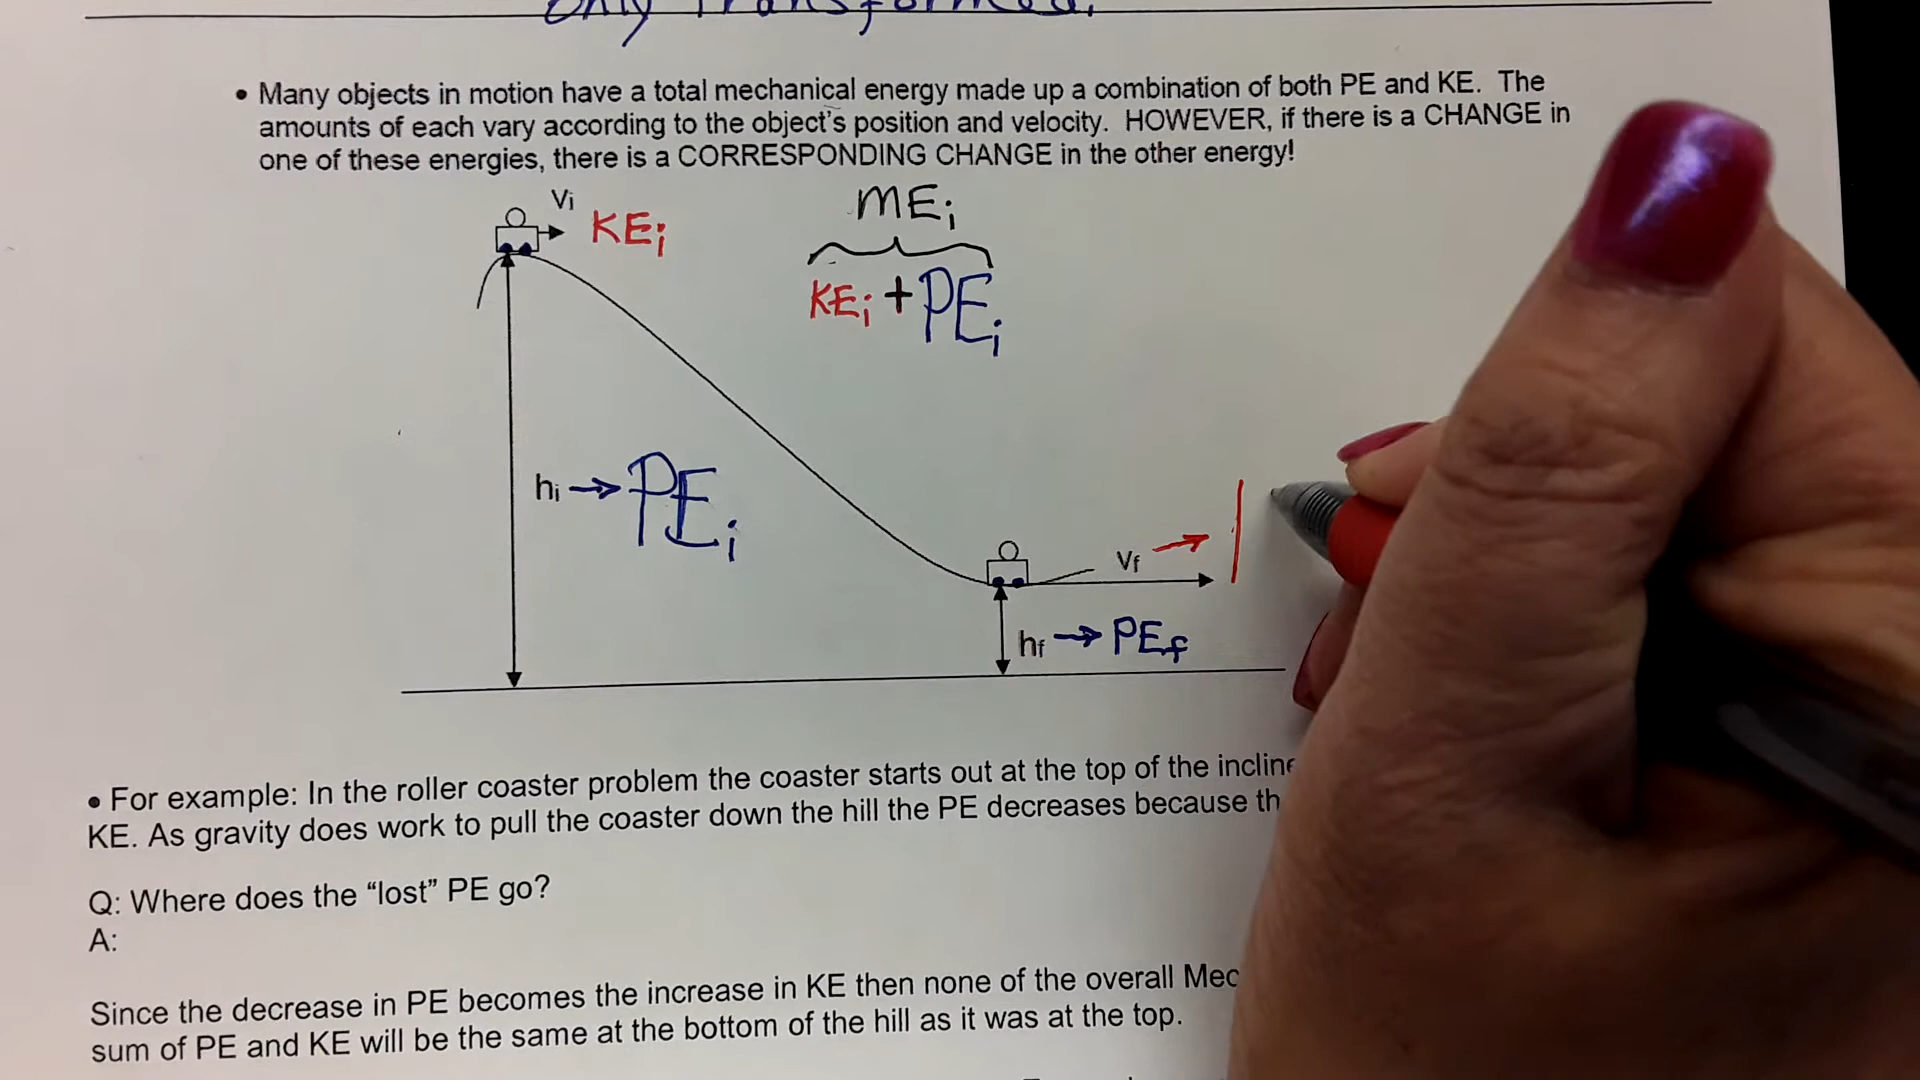 Only Transformed.
• Many objects in motion have a total mechanical energy made up a combination of both PE and KE. The
amounts of each vary according to the object's position and velocity. HOWEVER, if there is a CHANGE in
one of these energies, there is a CORRESPONDING CHANGE in the other energy!
Vi KEi
MEi
KEi + PEi
hi → PEi
Vf →
hf → PEf
• For example: In the roller coaster problem the coaster starts out at the top of the
KE. As gravity does work to pull the coaster down the hill the PE decreases because
Q: Where does the “lost” PE go?
A:
Since the decrease in PE becomes the increase in KE then none of the overall
sum of PE and KE will be the same at the bottom of the hill as it was at the top.